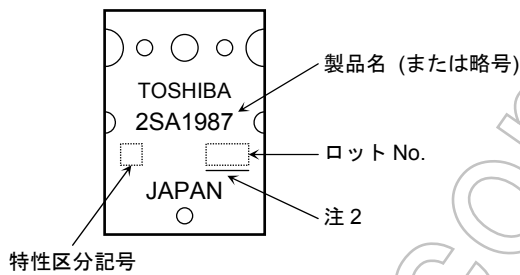 製品名 (または略号)
TOSHIBA
2SA1987
ロット No.
JAPAN
注 2
特性区分記号